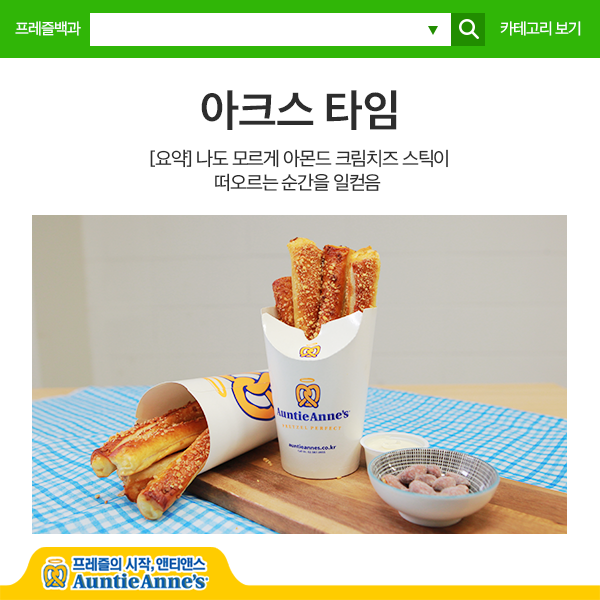 프레즐백과
▼
카테고리 보기
아크스 타임
[요약] 나도 모르게 아몬드 크림치즈 스틱이
떠오르는 순간을 일컫음
AuntieAnne's
PRETZEL PERFECT
auntieannes.co.kr
프레즐의 시작, 앤티앤스
AuntieAnne's